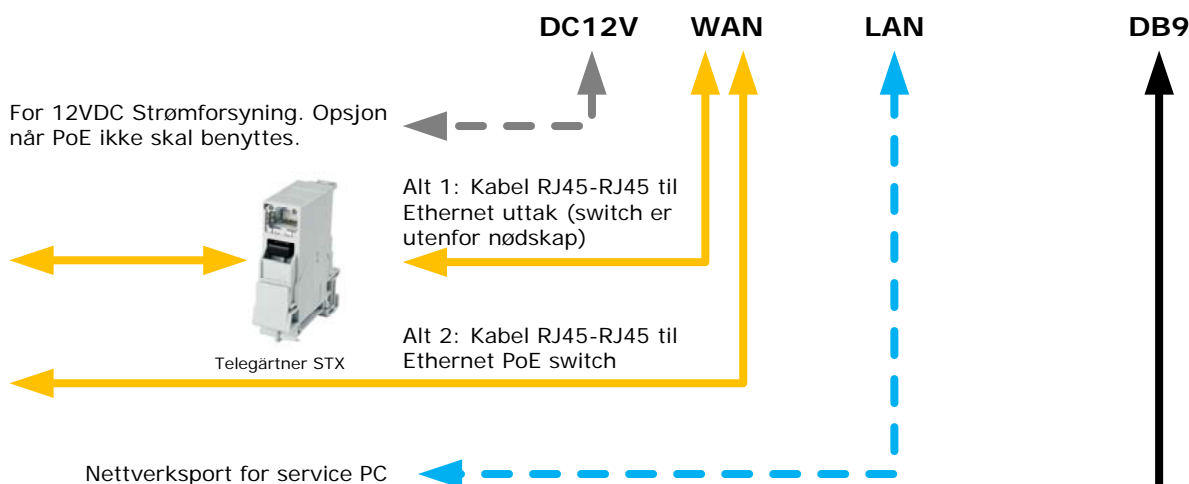 DC12V WAN LAN DB9
For 12VDC Strømforsyning. Opsjon
når PoE ikke skal benyttes.
Alt 1: Kabel RJ45-RJ45 til
Ethernet uttak (switch er
utenfor nødskap)
Telegärtner STX
Alt 2: Kabel RJ45-RJ45 til
Ethernet PoE switch
Nettverksport for service PC